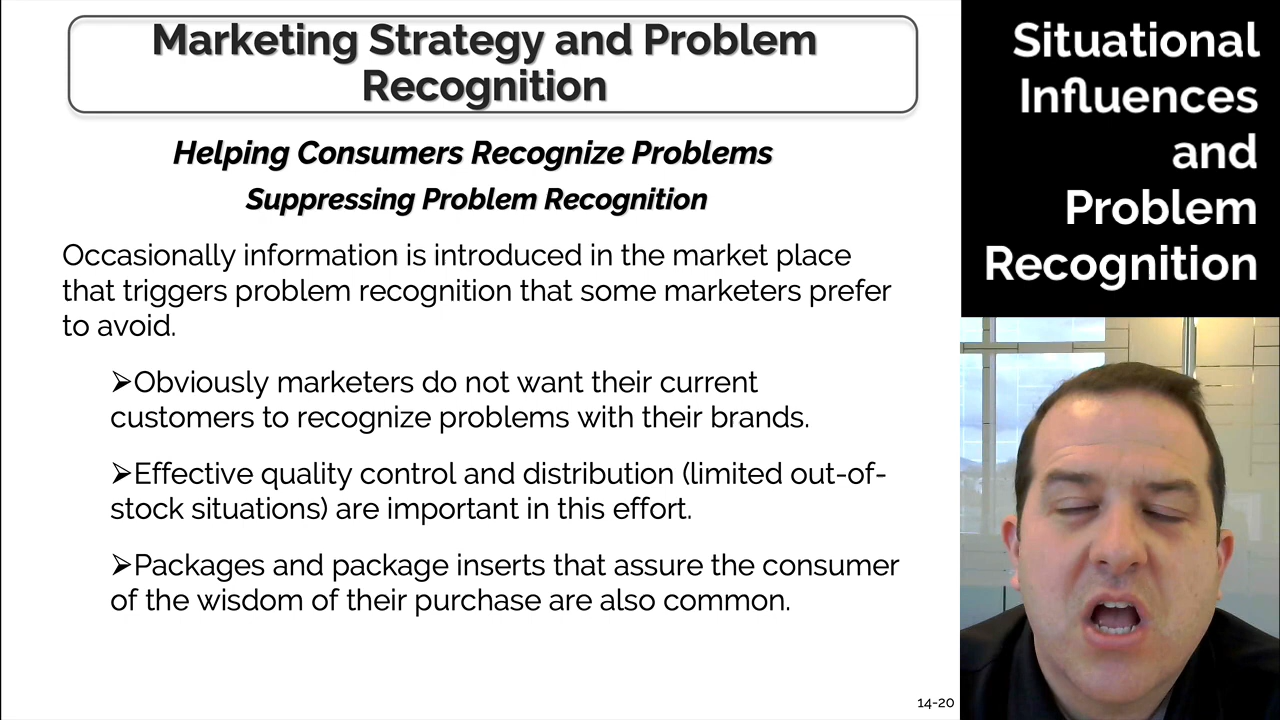 Marketing Strategy and Problem
Recognition
Helping Consumers Recognize Problems
Suppressing Problem Recognition
Occasionally information is introduced in the market place
that triggers problem recognition that some marketers prefer
to avoid.
➢Obviously marketers do not want their current
customers to recognize problems with their brands.
➢Effective quality control and distribution (limited out-of-
stock situations) are important in this effort.
➢Packages and package inserts that assure the consumer
of the wisdom of their purchase are also common.
14-20
Situational
Influences
and
Problem
Recognition